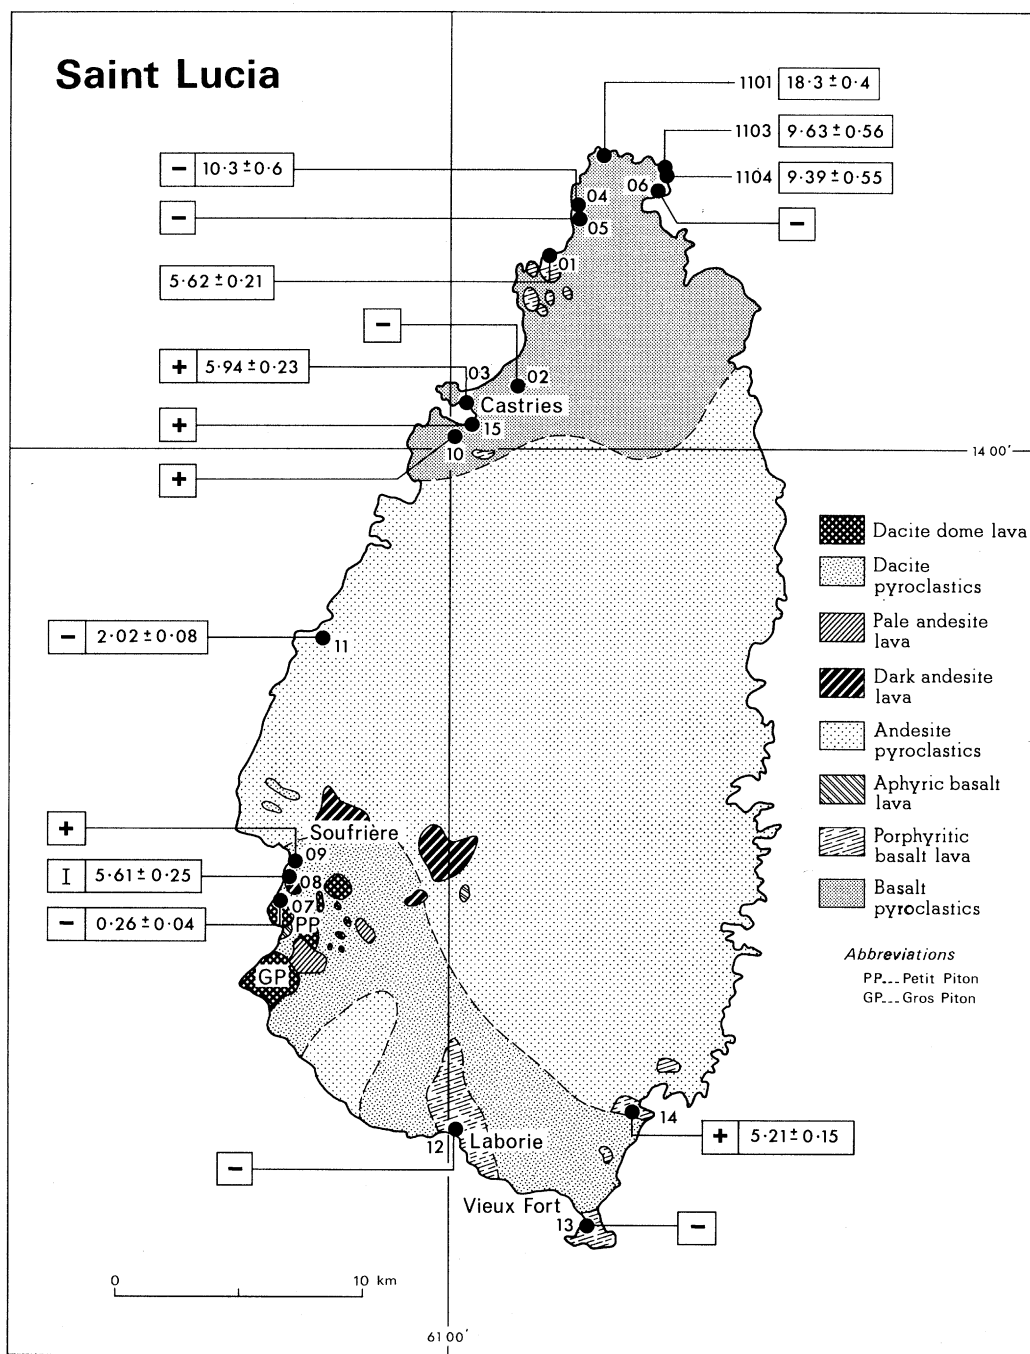 Saint Lucia
1101 18·3 ± 0·4
1103 9·63 ± 0·56
1104 9·39 ± 0·55
− 10·3 ± 0·6
04
06
−
−
05
01
5·62 ± 0·21
−
+ 5·94 ± 0·23
03
02
Castries
+
15
10
14 00′
+
Dacite dome lava
Dacite
pyroclastics
Pale andesite
lava
Dark andesite
lava
Andesite
pyroclastics
Aphyric basalt
lava
Porphyritic
basalt lava
Basalt
pyroclastics
Abbreviations
PP---Petit Piton
GP---Gros Piton
− 2·02 ± 0·08
11
+
Soufrière
09
I 5·61 ± 0·25
08
− 0·26 ± 0·04
07
PP
GP
14
+ 5·21 ± 0·15
12
Laborie
−
Vieux Fort
13
−
0 10 km
61 00′